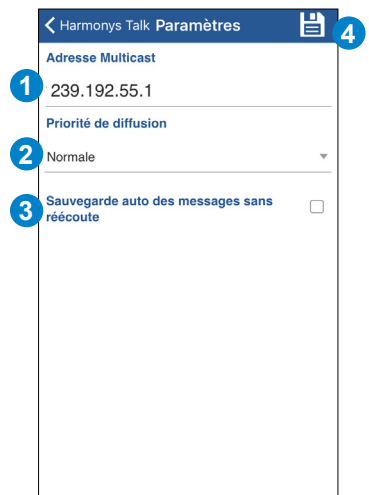 Harmonys Talk Paramètres
4
Adresse Multicast
1
239.192.55.1
Priorité de diffusion
2
Normale
3
Sauvegarde auto des messages sans
réécoute